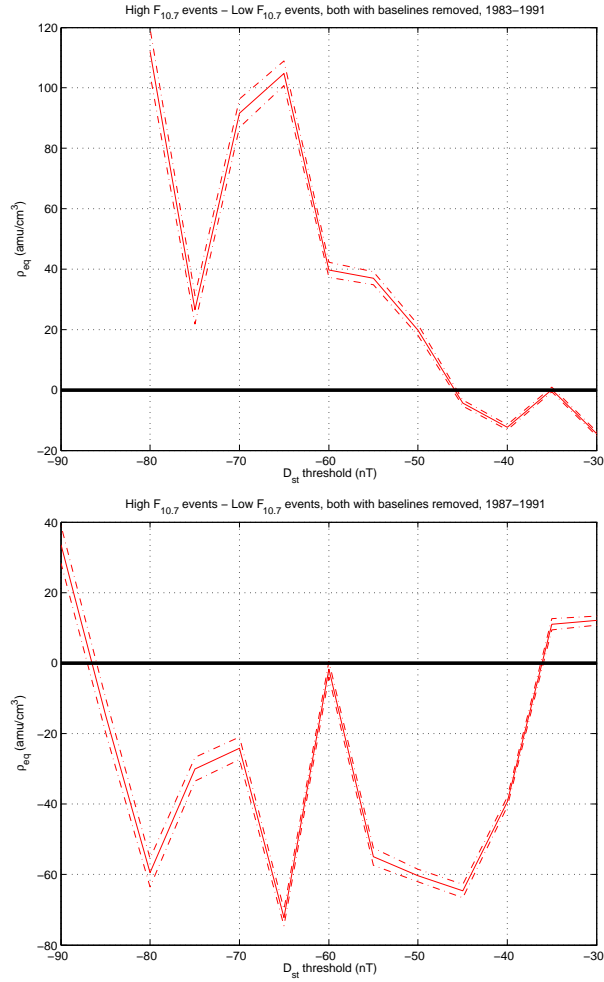 High F10.7 events − Low F10.7 events, both with baselines removed, 1983−1991
120
100
80
60
40
20
0
−20
ρeq (amu/cm3)
−90 −80 −70 −60 −50 −40 −30
Dst threshold (nT)
High F10.7 events − Low F10.7 events, both with baselines removed, 1987−1991
40
20
0
−20
−40
−60
−80
ρeq (amu/cm3)
−90 −80 −70 −60 −50 −40 −30
Dst threshold (nT)